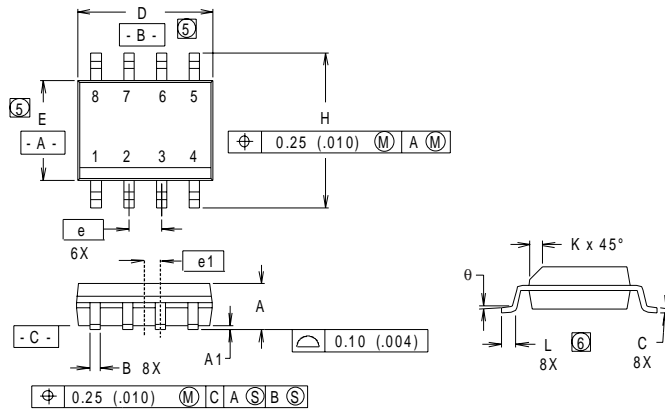 D
- B - 5
8 7 6 5
5
E
- A -
H
⌖ 0.25 (.010) Ⓜ A Ⓜ
1 2 3 4
e
6X
e1
K x 45°
θ
A
- C -
A1
⌓ 0.10 (.004)
B 8X
L 6
8X
C
8X
⌖ 0.25 (.010) Ⓜ C A Ⓢ B Ⓢ